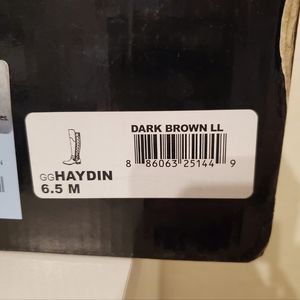 DARK BROWN LL
8 86063 25144 9
GGHAYDIN
6.5 M